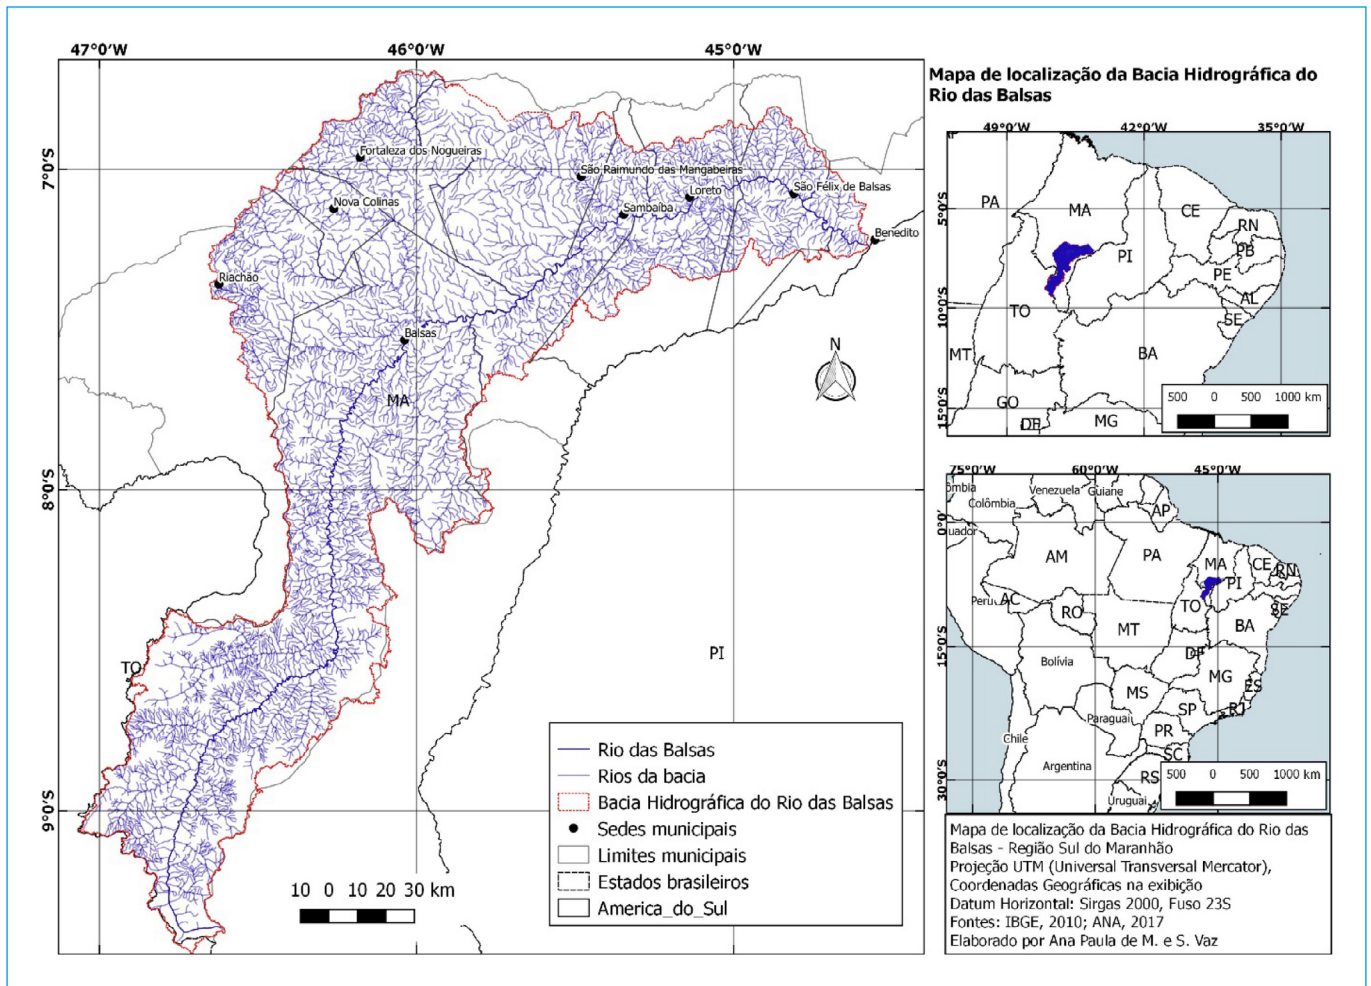 47°0'W 46°0'W 45°0'W
7°0'S
8°0'S
9°0'S
Fortaleza dos Nogueiras
São Raimundo das Mangabeiras
Nova Colinas
Loreto
São Félix de Balsas
Sambaíba
Benedito
Riachão
Balsas
MA
TO
PI
N
10 0 10 20 30 km
Rio das Balsas
Rios da bacia
Bacia Hidrográfica do Rio das Balsas
Sedes municipais
Limites municipais
Estados brasileiros
America_do_Sul
Mapa de localização da Bacia Hidrográfica do
Rio das Balsas
49°0'W 42°0'W 35°0'W
5°0'S
10°0'S
15°0'S
PA
MA
CE
RN
PB
PI
PE
AL
TO
SE
MT
BA
GO
DF
MG
500 0 500 1000 km
75°0'W 60°0'W 45°0'W
0°0'
15°0'S
30°0'S
ômbia
Venezuela
Guiane
Colômbia
AP
uador
AM
PA
MA
CE
RN
PI
Peru
AC
RO
TO
SE
MT
BA
Bolívia
DF
MG
MS
ES
SP
RJ
Paraguai
PR
Chile
SC
Argentina
RS
Uruguai
500 0 500 1000 km
Mapa de localização da Bacia Hidrográfica do Rio das
Balsas - Região Sul do Maranhão
Projeção UTM (Universal Transversal Mercator),
Coordenadas Geográficas na exibição
Datum Horizontal: Sirgas 2000, Fuso 23S
Fontes: IBGE, 2010; ANA, 2017
Elaborado por Ana Paula de M. e S. Vaz